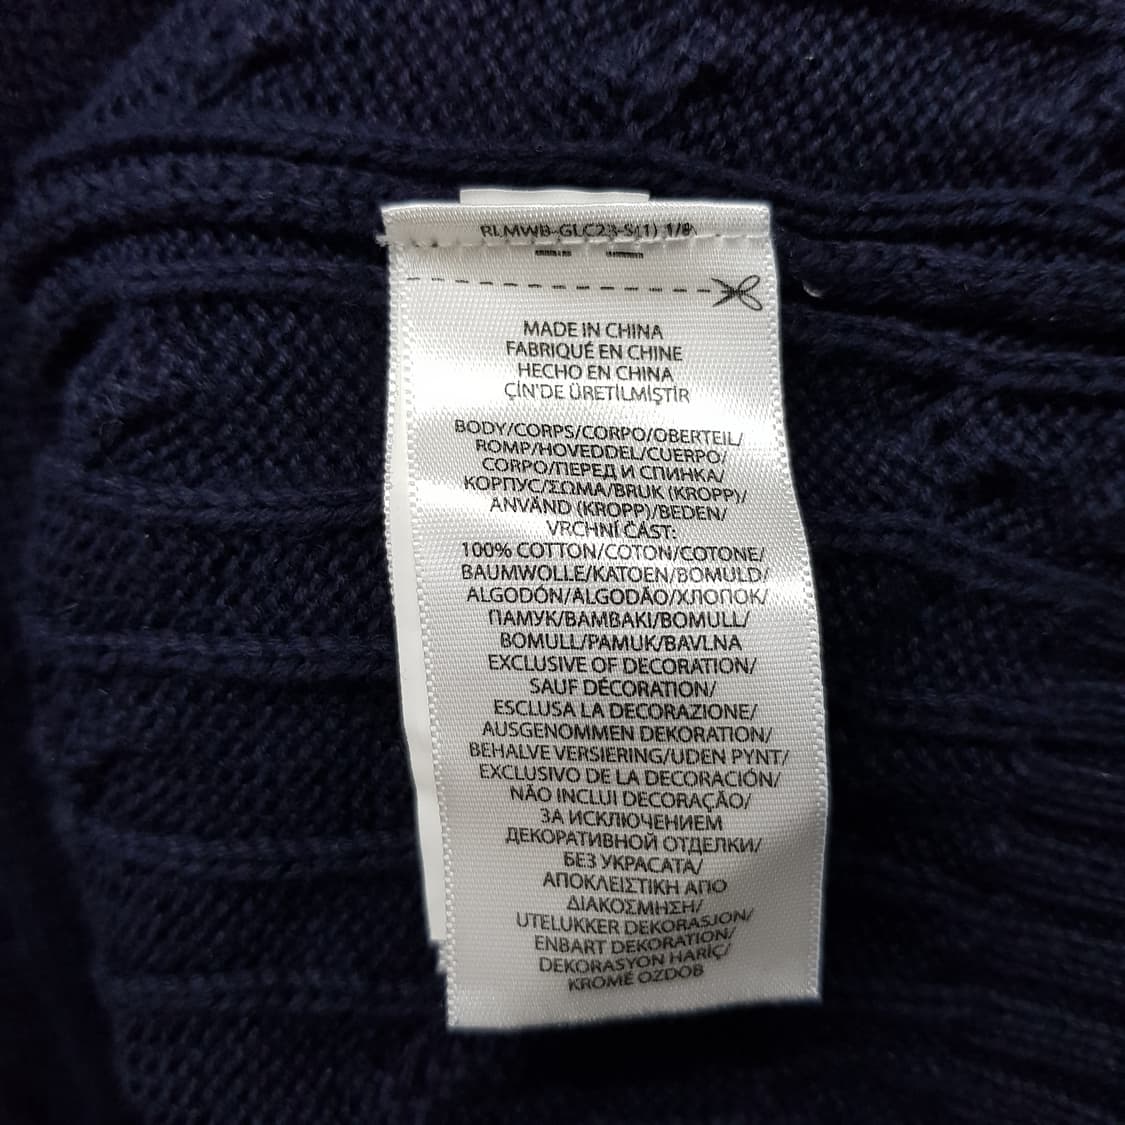 RLMWB-GLC23-S(1) 1/8
MADE IN CHINA
FABRIQUÉ EN CHINE
HECHO EN CHINA
ÇİN'DE ÜRETİLMİŞTİR
BODY/CORPS/CORPO/OBERTEIL/
ROMP/HOVEDDEL/CUERPO/
CORPO/ПЕРЕД И СПИНКА/
КОРПУС/ΣΩΜΑ/BRUK (KROPP)/
ANVÄND (KROPP)/BEDEN/
VRCHNÍ ČÁST:
100% COTTON/COTON/COTONE/
BAUMWOLLE/KATOEN/BOMULD/
ALGODÓN/ALGODÃO/ХЛОПОК/
ПАМУК/BAMBAKI/BOMULL/
BOMULL/PAMUK/BAVLNA
EXCLUSIVE OF DECORATION/
SAUF DÉCORATION/
ESCLUSA LA DECORAZIONE/
AUSGENOMMEN DEKORATION/
BEHALVE VERSIERING/UDEN PYNT/
EXCLUSIVO DE LA DECORACIÓN/
NÃO INCLUI DECORAÇÃO/
ЗА ИСКЛЮЧЕНИЕМ
ДЕКОРАТИВНОЙ ОТДЕЛКИ/
БЕЗ УКРАСАТА/
ΑΠΟΚΛΕΙΣΤΙΚΗ ΑΠΟ
ΔΙΑΚΟΣΜΗΣΗ/
UTELUKKER DEKORASJON/
ENBART DEKORATION/
DEKORASYON HARİÇ/
KROMĚ OZDOB